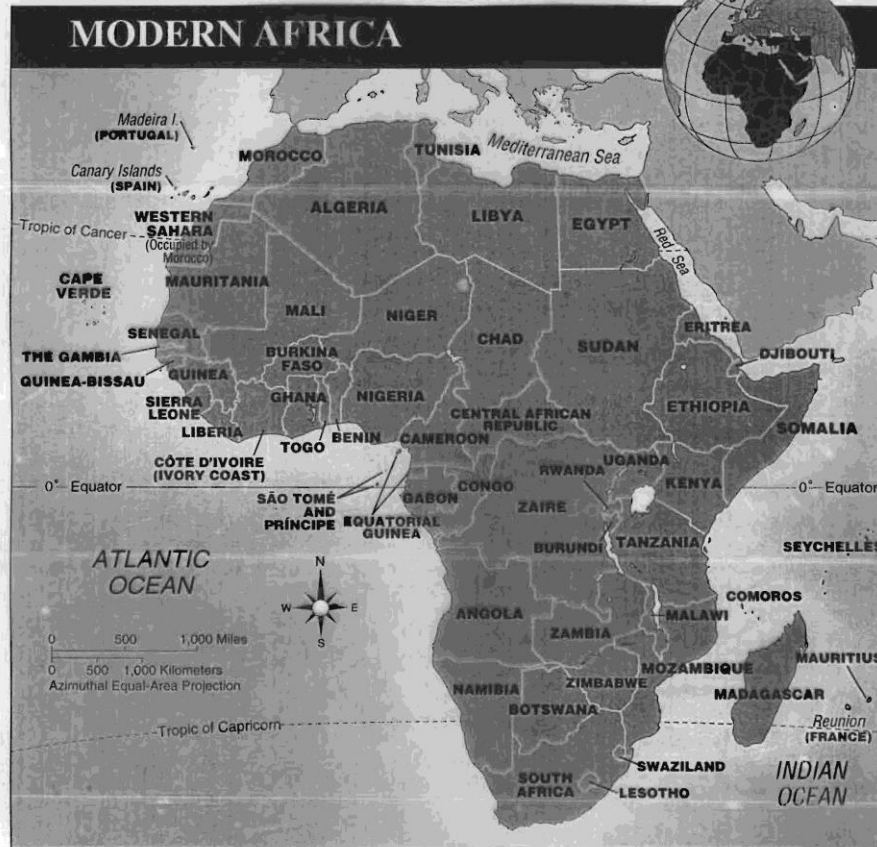 MODERN AFRICA
Madeira I.
(PORTUGAL)
Canary Islands
(SPAIN)
MOROCCO
TUNISIA
Mediterranean Sea
ALGERIA
LIBYA
EGYPT
WESTERN
SAHARA
(Occupied by
Morocco)
Tropic of Cancer
Red Sea
CAPE
VERDE
MAURITANIA
MALI
NIGER
CHAD
SUDAN
ERITREA
DJIBOUTI
SENEGAL
THE GAMBIA
GUINEA-BISSAU
GUINEA
BURKINA
FASO
SIERRA
LEONE
GHANA
NIGERIA
CENTRAL AFRICAN
REPUBLIC
ETHIOPIA
SOMALIA
LIBERIA
TOGO
BENIN
CAMEROON
CÔTE D'IVOIRE
(IVORY COAST)
UGANDA
RWANDA
KENYA
0° Equator
SÃO TOMÉ
AND
PRÍNCIPE
EQUATORIAL
GUINEA
GABON
CONGO
ZAIRE
0° Equator
BURUNDI
TANZANIA
SEYCHELLES
ATLANTIC
OCEAN
N
W
E
S
COMOROS
ANGOLA
MALAWI
ZAMBIA
0 500 1,000 Miles
0 500 1,000 Kilometers
Azimuthal Equal-Area Projection
MOZAMBIQUE
MAURITIUS
NAMIBIA
ZIMBABWE
MADAGASCAR
BOTSWANA
Reunion
(FRANCE)
Tropic of Capricorn
SWAZILAND
SOUTH
AFRICA
LESOTHO
INDIAN
OCEAN